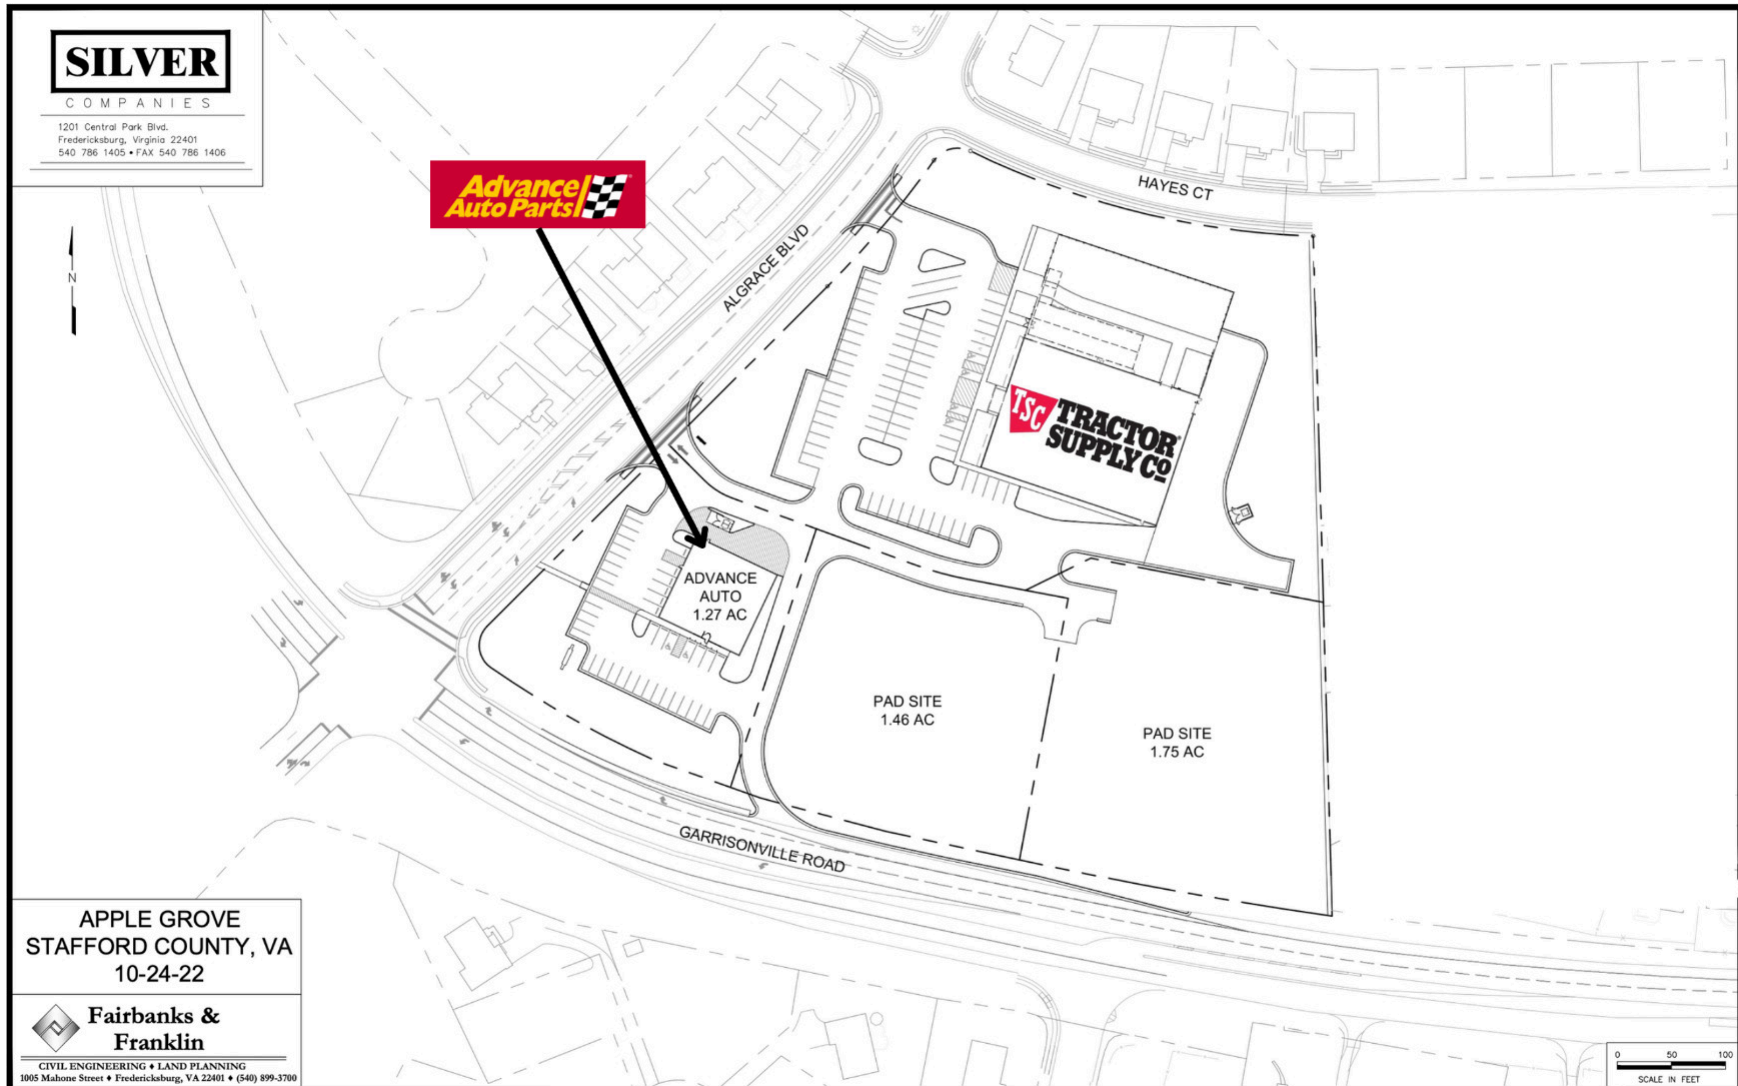 SILVER
COMPANIES
1201 Central Park Blvd.
Fredericksburg, Virginia 22401
540 786 1405 • FAX 540 786 1406
Advance
Auto Parts
N
HAYES CT
ALGRACE BLVD
TSC TRACTOR
SUPPLY CO
ADVANCE
AUTO
1.27 AC
PAD SITE
1.46 AC
PAD SITE
1.75 AC
GARRISONVILLE ROAD
APPLE GROVE
STAFFORD COUNTY, VA
10-24-22
Fairbanks &
Franklin
CIVIL ENGINEERING ♦ LAND PLANNING
1005 Mahone Street ♦ Fredericksburg, VA 22401 ♦ (540) 899-3700
0 50 100
SCALE IN FEET